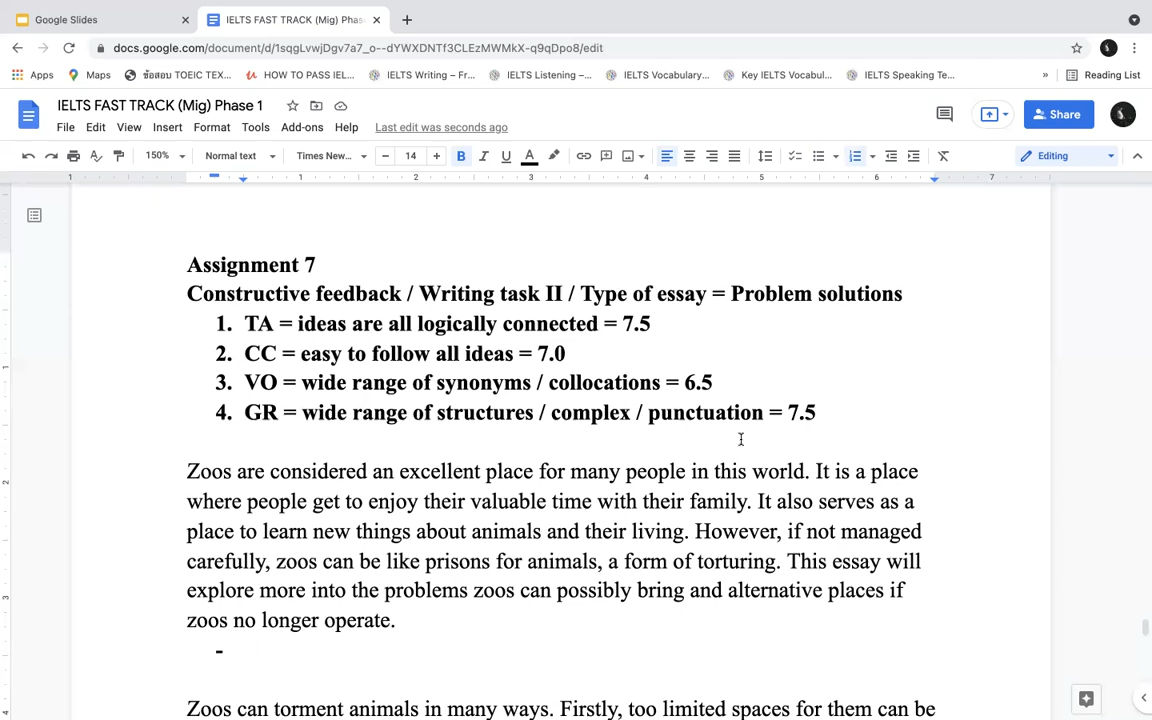 Google Slides
IELTS FAST TRACK (Mig) Phas
docs.google.com/document/d/1sqgLvwjDgv7a7_o--dYWXDNTf3CLEzMWMkX-q9qDpo8/edit
Apps Maps ข้อสอบ TOEIC TEX... HOW TO PASS IEL... IELTS Writing – Fr... IELTS Listening –... IELTS Vocabulary... Key IELTS Vocabul... IELTS Speaking Te... » Reading List
IELTS FAST TRACK (Mig) Phase 1
File Edit View Insert Format Tools Add-ons Help Last edit was seconds ago
Share
150% Normal text Times New... 14 B I U A Editing
1 1 2 3 4 5 6 7
Assignment 7
Constructive feedback / Writing task II / Type of essay = Problem solutions
1. TA = ideas are all logically connected = 7.5
2. CC = easy to follow all ideas = 7.0
3. VO = wide range of synonyms / collocations = 6.5
4. GR = wide range of structures / complex / punctuation = 7.5
Zoos are considered an excellent place for many people in this world. It is a place
where people get to enjoy their valuable time with their family. It also serves as a
place to learn new things about animals and their living. However, if not managed
carefully, zoos can be like prisons for animals, a form of torturing. This essay will
explore more into the problems zoos can possibly bring and alternative places if
zoos no longer operate.
-
Zoos can torment animals in many ways. Firstly, too limited spaces for them can be